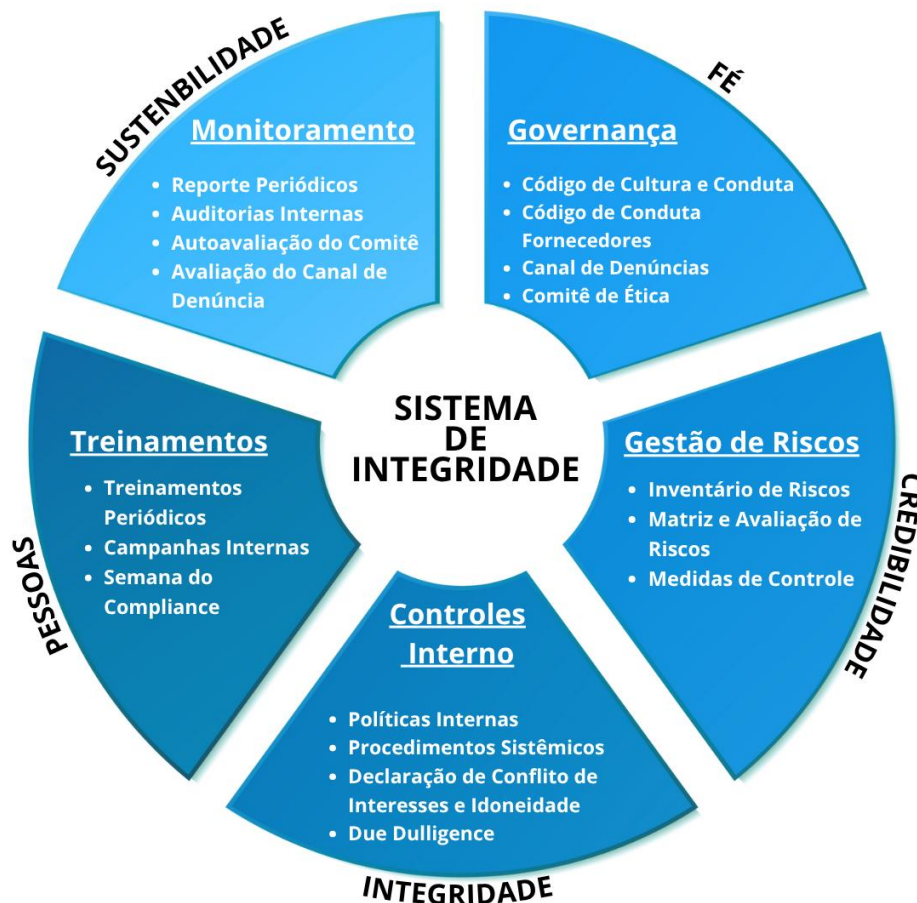 SISTEMA
DE
INTEGRIDADE
FÉ
Governança
• Código de Cultura e Conduta
• Código de Conduta
Fornecedores
• Canal de Denúncias
• Comitê de Ética
CREDIBILIDADE
Gestão de Riscos
• Inventário de Riscos
• Matriz e Avaliação de
Riscos
• Medidas de Controle
INTEGRIDADE
Controles
Interno
• Políticas Internas
• Procedimentos Sistêmicos
• Declaração de Conflito de
Interesses e Idoneidade
• Due Dulligence
PESSOAS
Treinamentos
• Treinamentos
Periódicos
• Campanhas Internas
• Semana do
Compliance
SUSTENBILIDADE
Monitoramento
• Reporte Periódicos
• Auditorias Internas
• Autoavaliação do Comitê
• Avaliação do Canal de
Denúncia